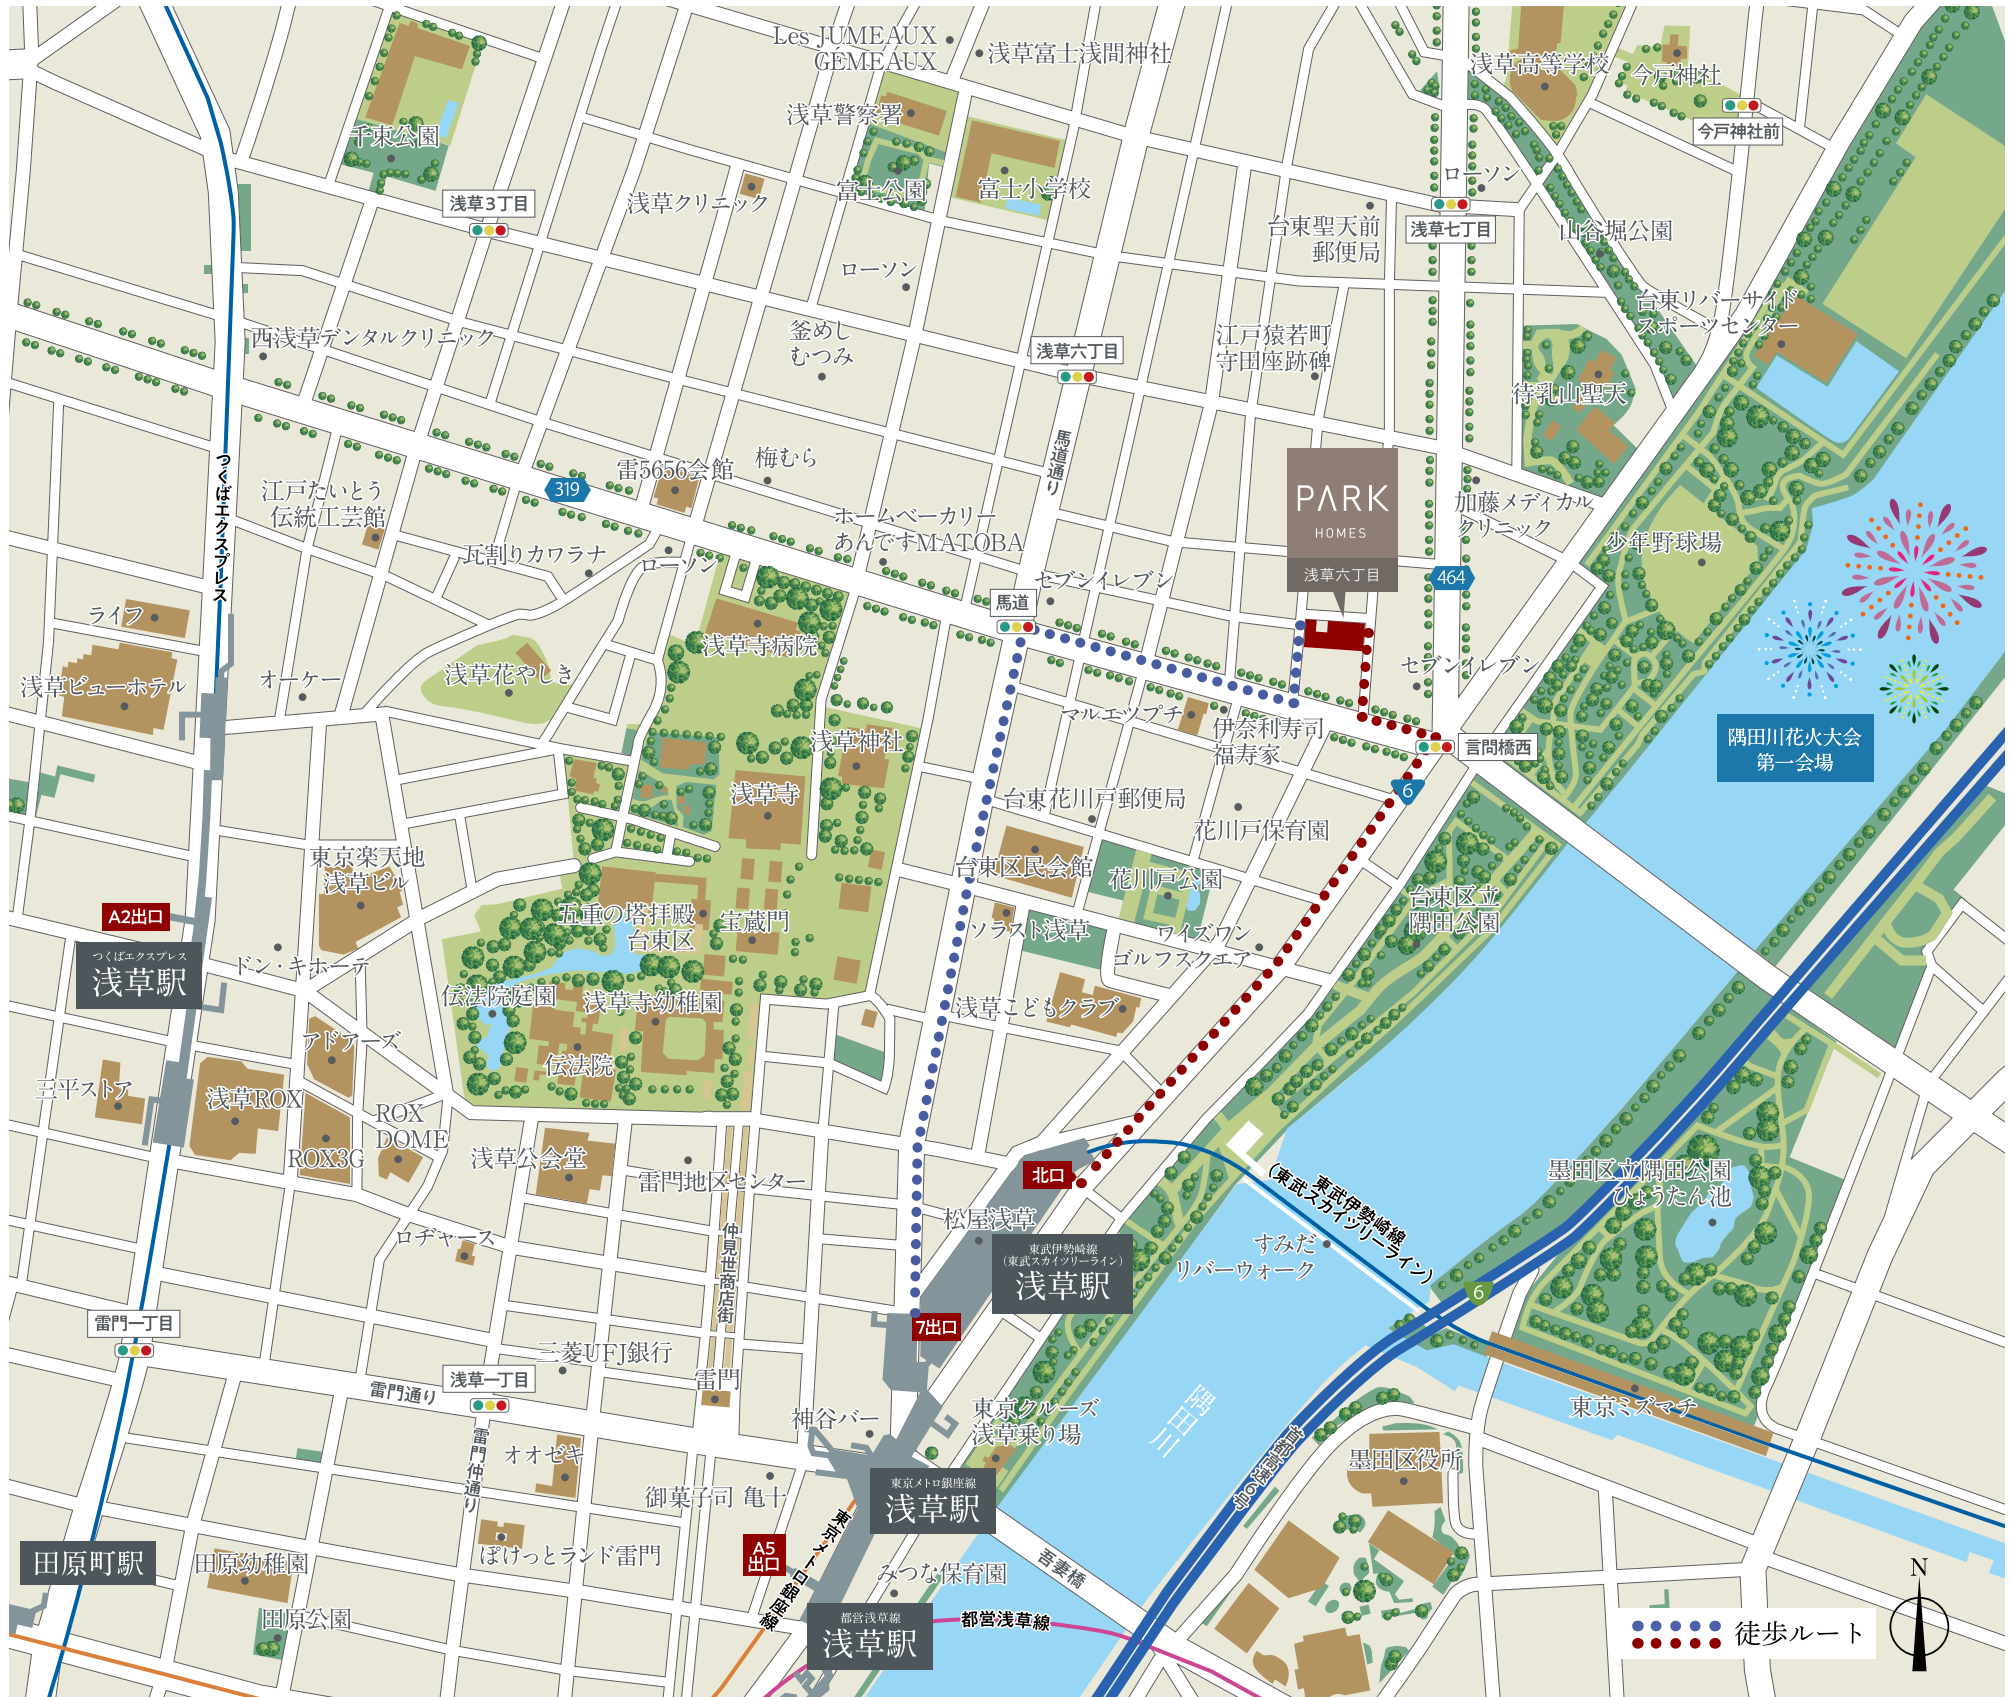 Les JUMEAUX
GÉMEAUX
浅草富士浅間神社
浅草高等学校
今戸神社
今戸神社前
浅草警察署
千束公園
富士公園
富士小学校
浅草3丁目
浅草クリニック
ローソン
浅草七丁目
台東聖天前
郵便局
山谷堀公園
ローソン
台東リバーサイド
スポーツセンター
西浅草デンタルクリニック
釜めし
むつみ
浅草六丁目
江戸猿若町
守田座跡碑
待乳山聖天
馬道通り
雷5656会館
梅むら
319
つくばエクスプレス
江戸たいとう
伝統工芸館
ホームベーカリー
あんですMATOBA
PARK
HOMES
浅草六丁目
加藤メディカル
クリニック
少年野球場
瓦割りカワラナ
ローソン
セブンイレブン
464
馬道
ライフ
浅草寺病院
浅草花やしき
セブンイレブン
浅草ビューホテル
オーケー
マルエツプチ
伊奈利寿司
福寿家
言問橋西
隅田川花火大会
第一会場
浅草神社
浅草寺
6
台東花川戸郵便局
花川戸保育園
東京楽天地
浅草ビル
台東区民会館
花川戸公園
台東区立
隅田公園
A2出口
つくばエクスプレス
浅草駅
五重の塔拝殿
台東区
宝蔵門
ソラスト浅草
ワイズワン
ゴルフスクエア
ドン・キホーテ
伝法院庭園
浅草寺幼稚園
浅草こどもクラブ
アドアーズ
伝法院
三平ストア
浅草ROX
ROX
DOME
ROX3G
浅草公会堂
雷門地区センター
北口
東武伊勢崎線
(東武スカイツリーライン)
墨田区立隅田公園
ひょうたん池
松屋浅草
ロヂャース
仲見世商店街
東武伊勢崎線
(東武スカイツリーライン)
浅草駅
すみだ
リバーウォーク
6
雷門一丁目
7出口
三菱UFJ銀行
浅草一丁目
雷門通り
雷門
神谷バー
東京クルーズ
浅草乗り場
隅田川
東京ミズマチ
首都高速6号
墨田区役所
雷門仲通り
オオゼキ
御菓子司 亀十
東京メトロ銀座線
浅草駅
東京メトロ銀座線
A5
出口
田原町駅
田原幼稚園
ぽけっとランド雷門
みつな保育園
吾妻橋
田原公園
都営浅草線
浅草駅
都営浅草線
N
徒歩ルート